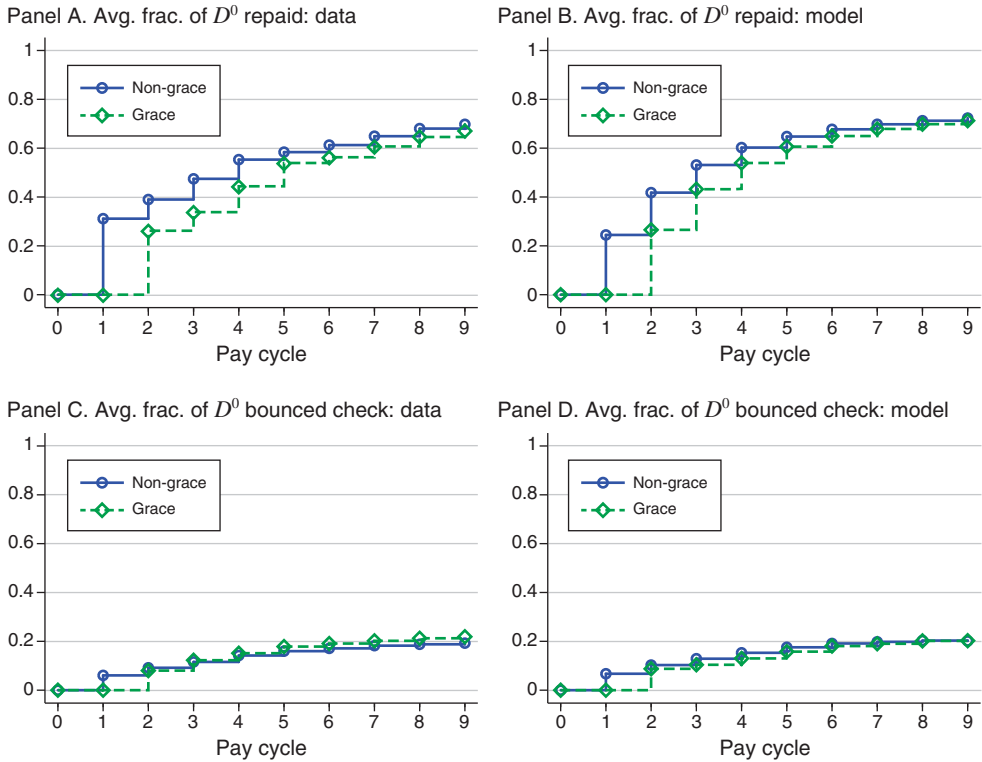 Panel A. Avg. frac. of D⁰ repaid: data
1
0.8
0.6
0.4
0.2
0
Non-grace
Grace
0 1 2 3 4 5 6 7 8 9
Pay cycle
Panel B. Avg. frac. of D⁰ repaid: model
1
0.8
0.6
0.4
0.2
0
Non-grace
Grace
0 1 2 3 4 5 6 7 8 9
Pay cycle
Panel C. Avg. frac. of D⁰ bounced check: data
1
0.8
0.6
0.4
0.2
0
Non-grace
Grace
0 1 2 3 4 5 6 7 8 9
Pay cycle
Panel D. Avg. frac. of D⁰ bounced check: model
1
0.8
0.6
0.4
0.2
0
Non-grace
Grace
0 1 2 3 4 5 6 7 8 9
Pay cycle